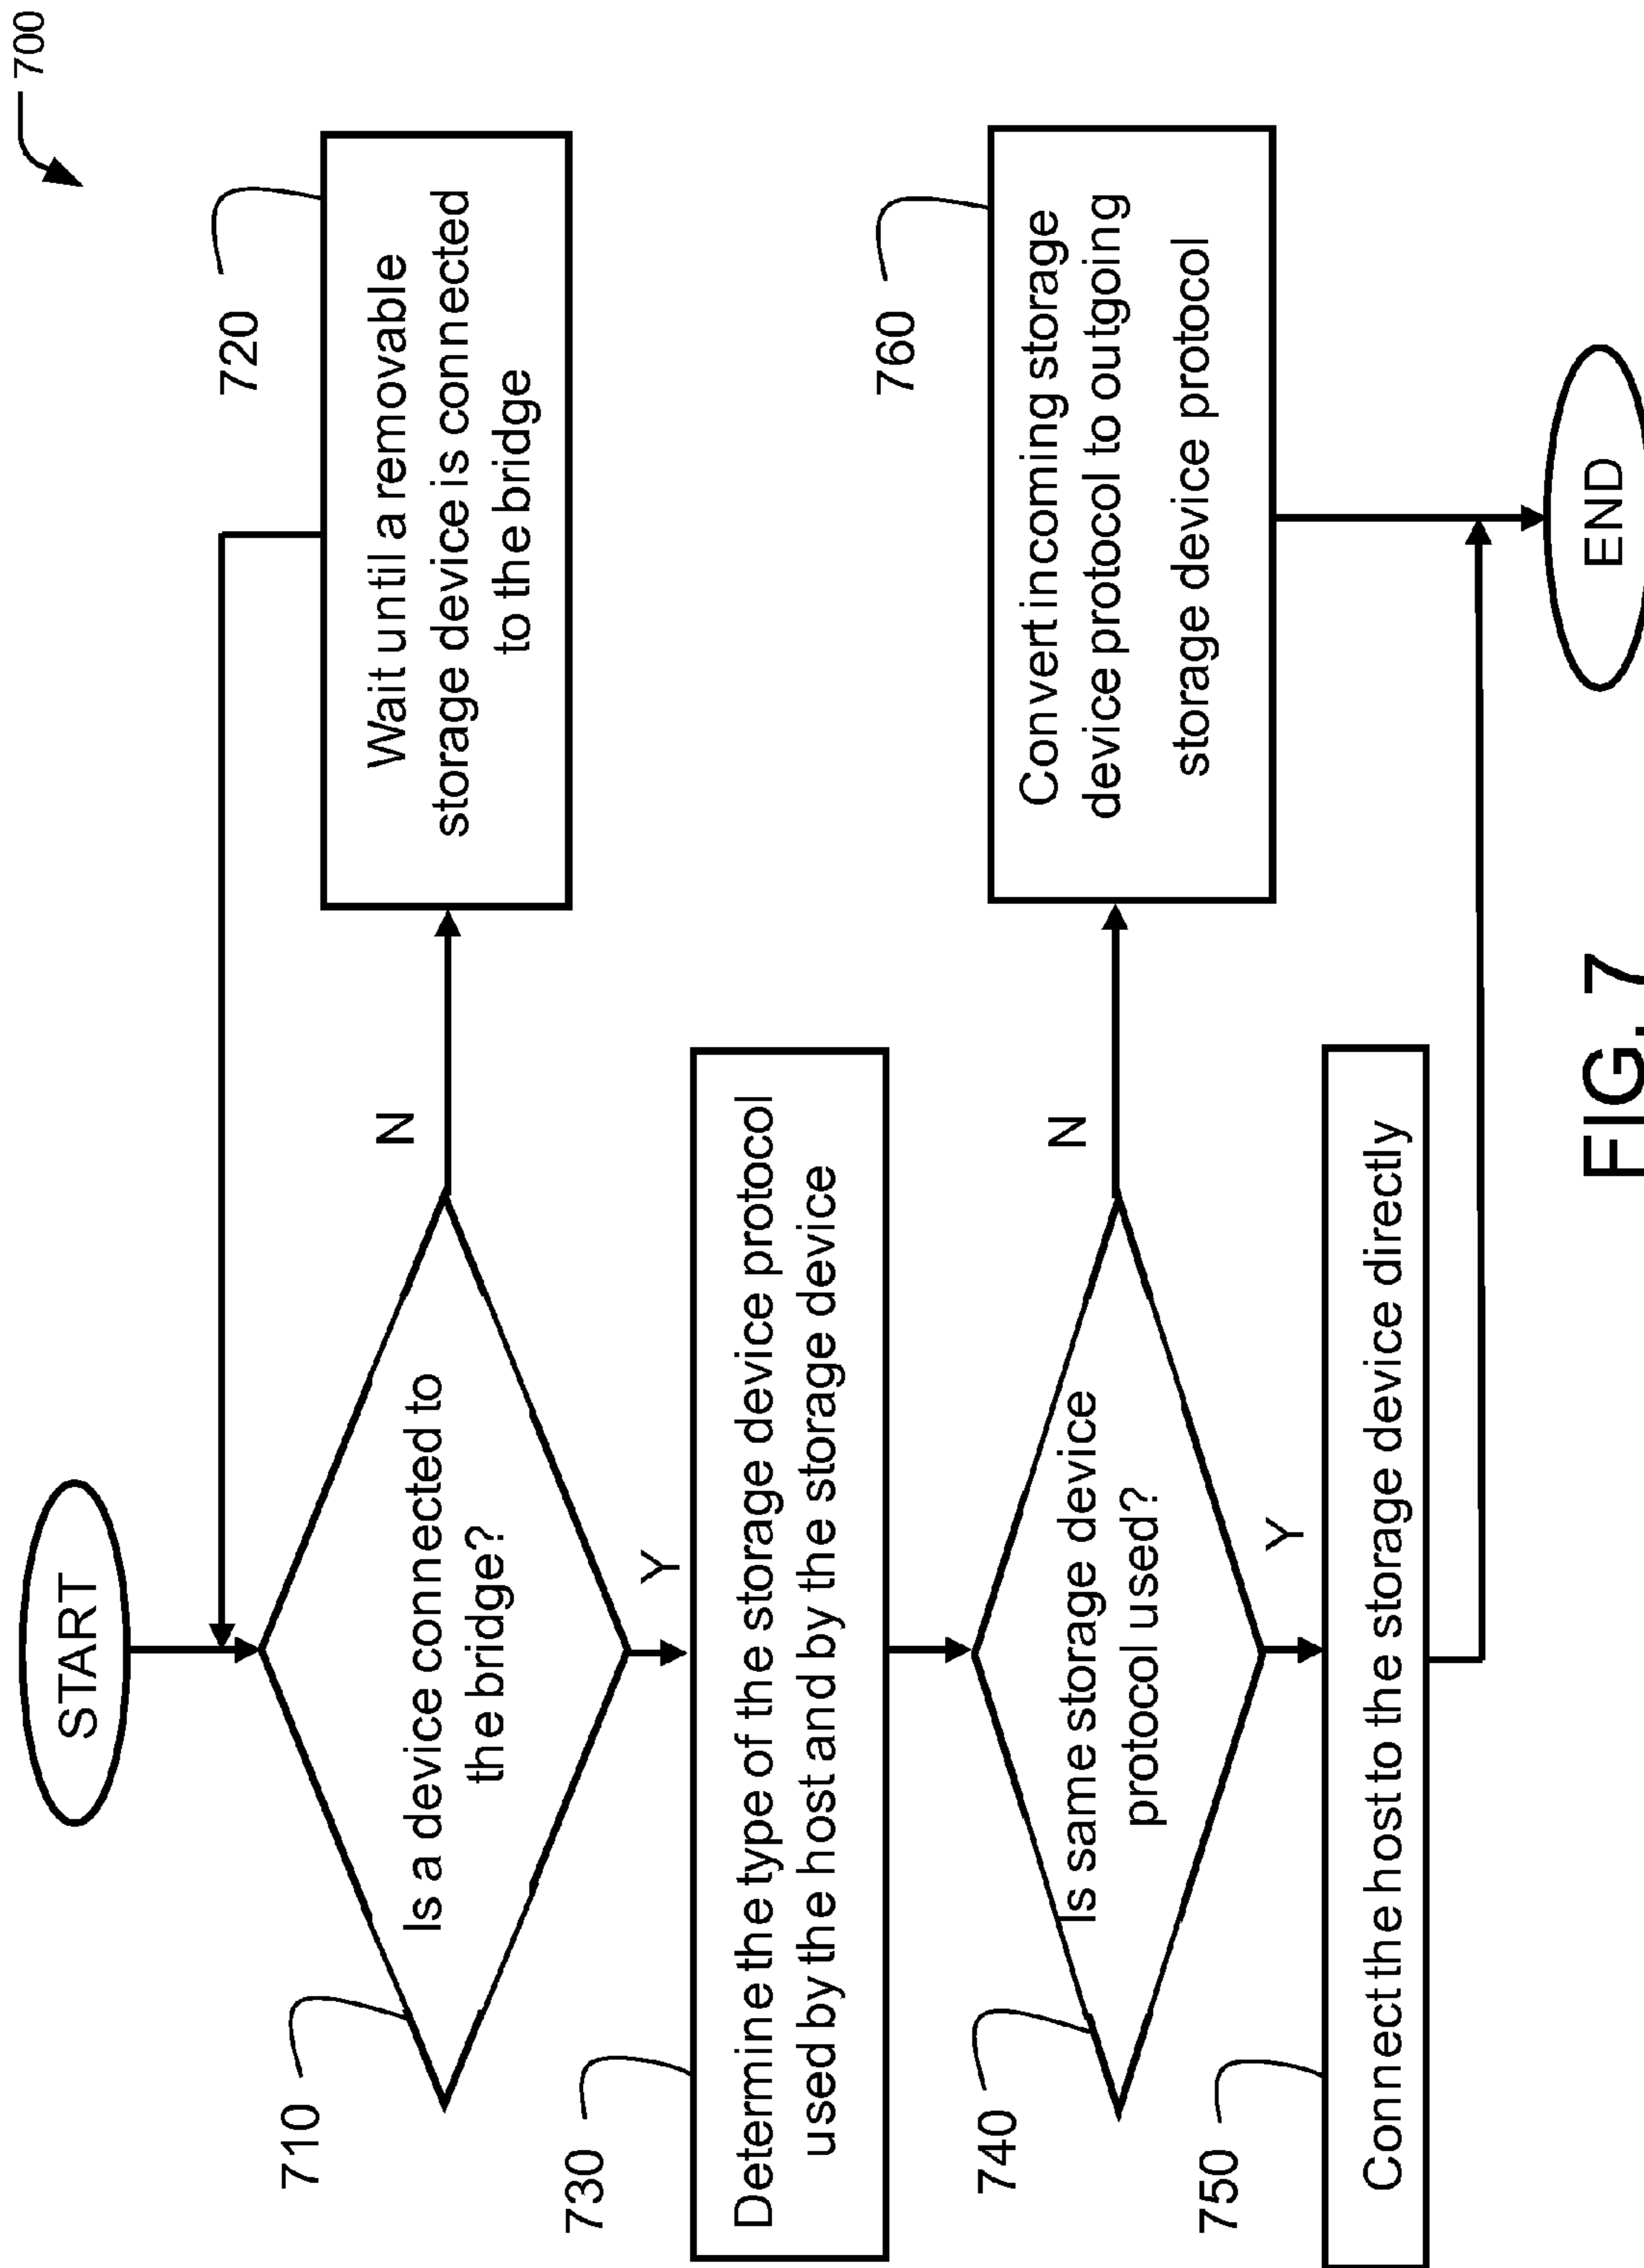 700
START
710
Is a device connected to
the bridge?
N
720
Wait until a removable
storage device is connected
to the bridge
Y
730
Determine the type of the storage device protocol
used by the host and by the storage device
740
Is same storage device
protocol used?
N
760
Convert incoming storage
device protocol to outgoing
storage device protocol
Y
750
Connect the host to the storage device directly
END
FIG. 7